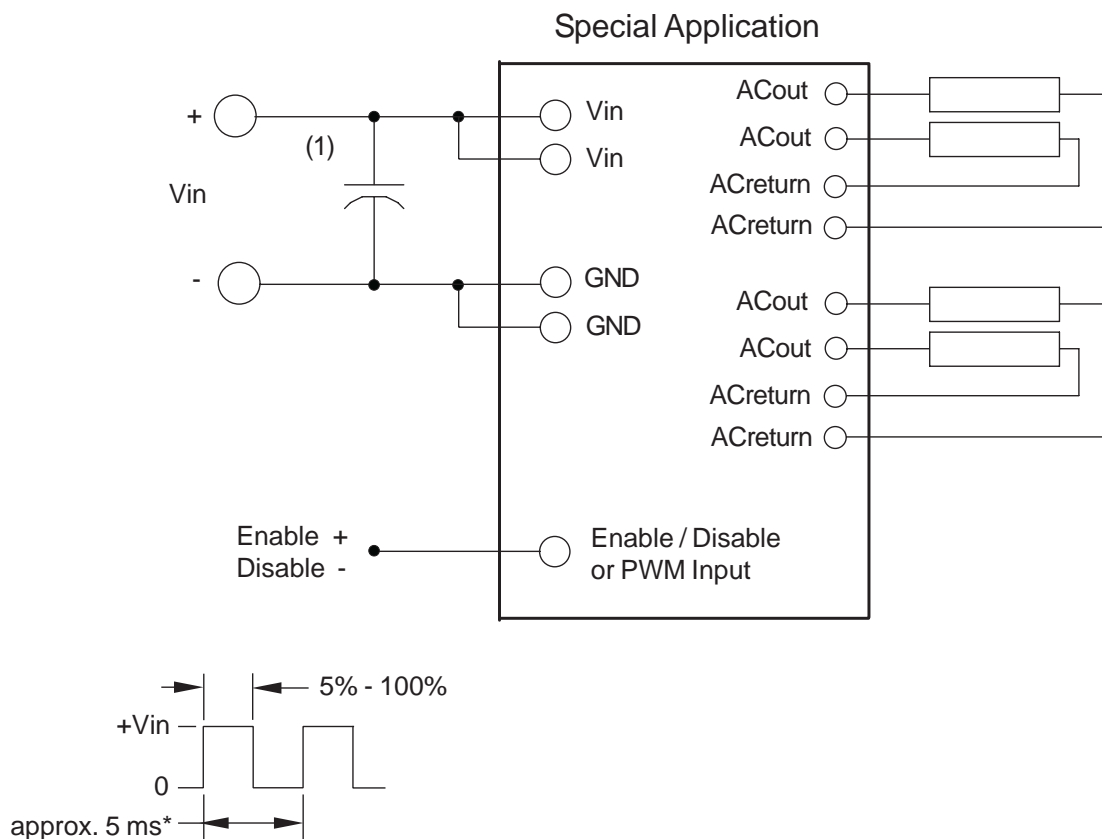 Special Application
+
(1)
Vin
-
Vin
Vin
GND
GND
ACout
ACout
ACreturn
ACreturn
ACout
ACout
ACreturn
ACreturn
Enable +
Disable -
Enable / Disable
or PWM Input
5% - 100%
+Vin
0
approx. 5 ms*